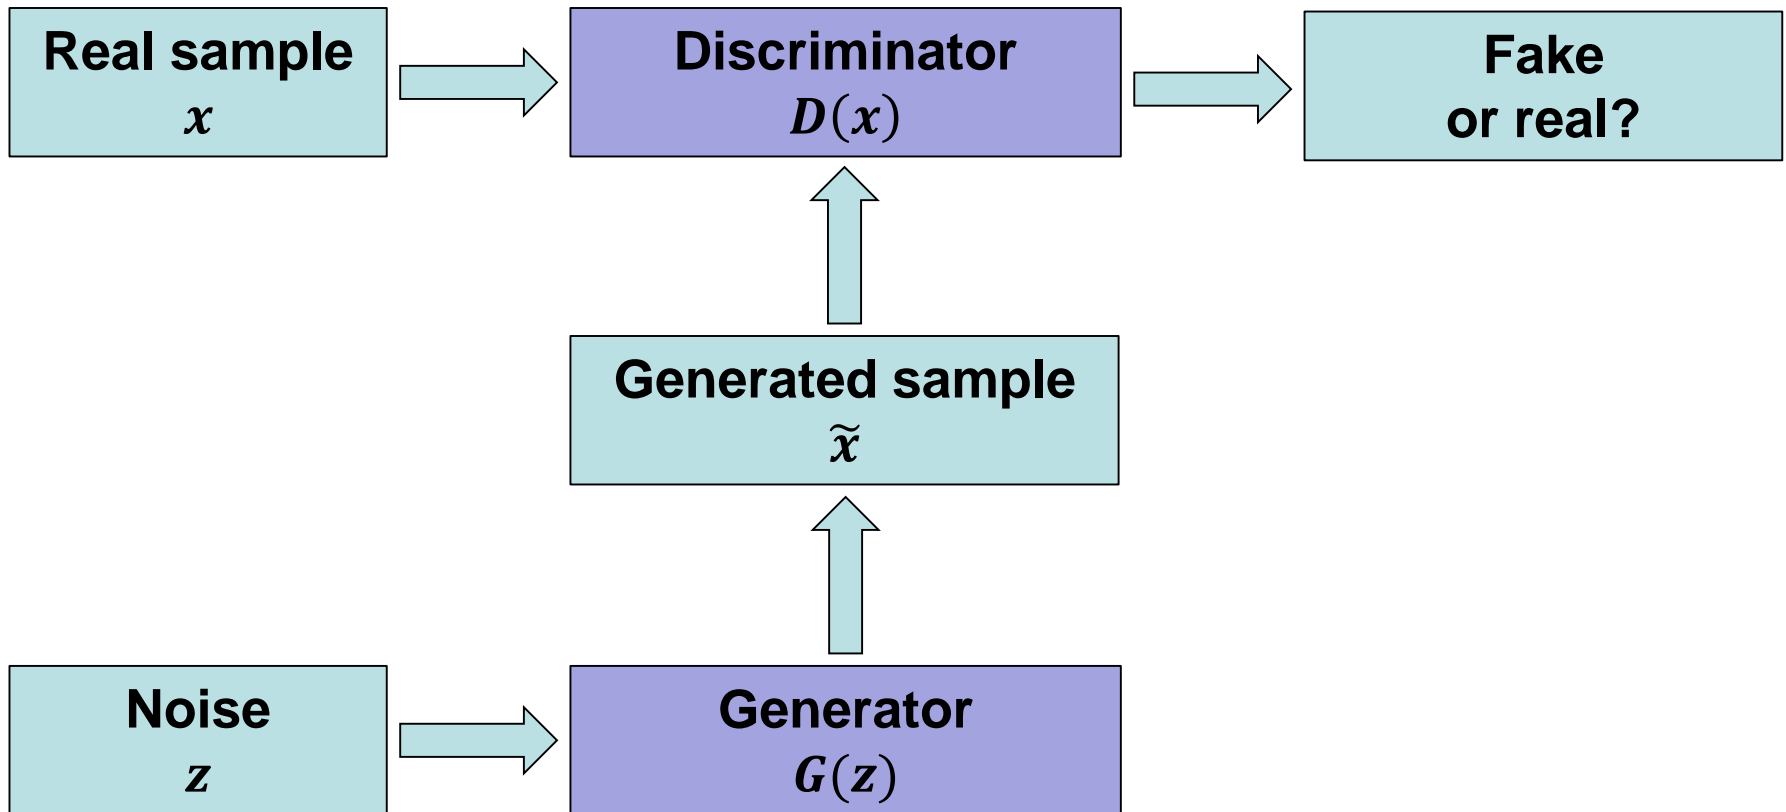 Real sample
x
Discriminator
D(x)
Fake
or real?
Generated sample
x̃
Noise
z
Generator
G(z)